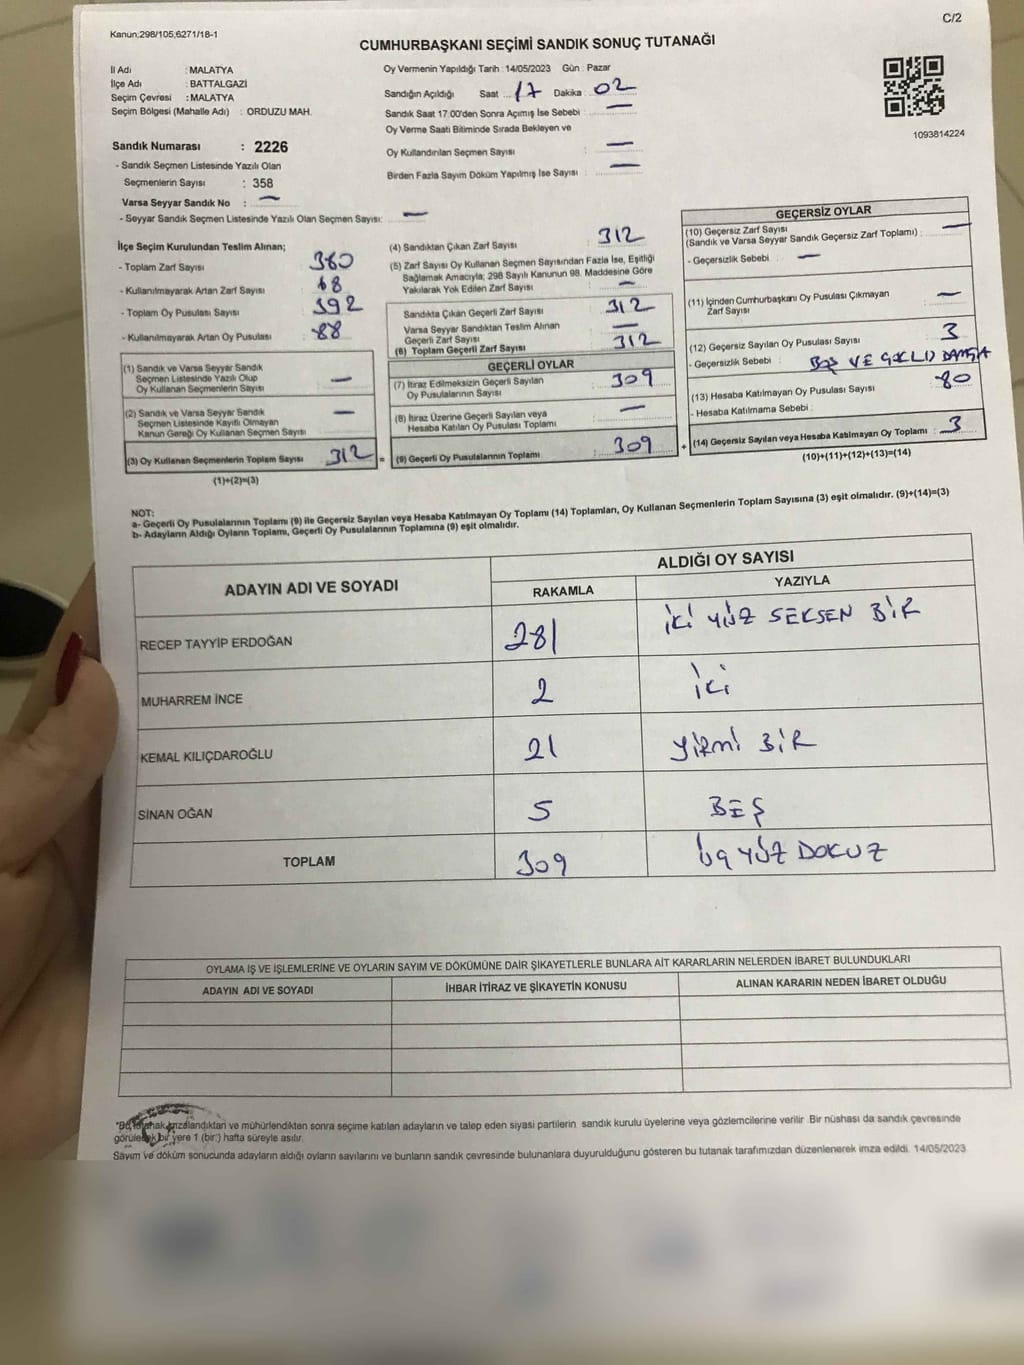 C/2
Kanun;298/105;6271/18-1
CUMHURBAŞKANI SEÇİMİ SANDIK SONUÇ TUTANAĞI
İl Adı : MALATYA
İlçe Adı : BATTALGAZİ
Seçim Çevresi : MALATYA
Seçim Bölgesi (Mahalle Adı) : ORDUZU MAH.
Oy Vermenin Yapıldığı Tarih : 14/05/2023 Gün : Pazar
Sandığın Açıldığı Saat 17 Dakika : 02
Sandık Saat 17:00'den Sonra Açımış İse Sebebi : —
Oy Verme Saati Bitiminde Sırada Bekleyen ve
Oy Kullandırılan Seçmen Sayısı —
Birden Fazla Sayım Döküm Yapılmış İse Sayısı : —
1093814224
Sandık Numarası : 2226
- Sandık Seçmen Listesinde Yazılı Olan
Seçmenlerin Sayısı : 358
Varsa Seyyar Sandık No : —
- Seyyar Sandık Seçmen Listesinde Yazılı Olan Seçmen Sayısı: —
İlçe Seçim Kurulundan Teslim Alınan;
- Toplam Zarf Sayısı 380
- Kullanılmayarak Artan Zarf Sayısı 68
- Toplam Oy Pusulası Sayısı 392
- Kullanılmayarak Artan Oy Pusulası 88
(1) Sandık ve Varsa Seyyar Sandık
Seçmen Listesinde Yazılı Olup
Oy Kullanan Seçmenlerin Sayısı —
(2) Sandık ve Varsa Seyyar Sandık
Seçmen Listesinde Kayıtlı Olmayan
Kanun Gereği Oy Kullanan Seçmen Sayısı —
(3) Oy Kullanan Seçmenlerin Toplam Sayısı 312 =
(1)+(2)=(3)
(4) Sandıktan Çıkan Zarf Sayısı 312
(5) Zarf Sayısı Oy Kullanan Seçmen Sayısından Fazla İse, Eşitliği
Sağlamak Amacıyla; 298 Sayılı Kanunun 98. Maddesine Göre
Yakılarak Yok Edilen Zarf Sayısı —
Sandıkta Çıkan Geçerli Zarf Sayısı 312
Varsa Seyyar Sandıktan Teslim Alınan
Geçerli Zarf Sayısı —
(6) Toplam Geçerli Zarf Sayısı 312
GEÇERLİ OYLAR
(7) İtiraz Edilmeksizin Geçerli Sayılan
Oy Pusulalarının Sayısı 309
(8) İtiraz Üzerine Geçerli Sayılan veya
Hesaba Katılan Oy Pusulası Toplamı —
(9) Geçerli Oy Pusulalarının Toplamı 309 +
GEÇERSİZ OYLAR
(10) Geçersiz Zarf Sayısı
(Sandık ve Varsa Seyyar Sandık Geçersiz Zarf Toplamı) : —
- Geçersizlik Sebebi : —
(11) İçinden Cumhurbaşkanı Oy Pusulası Çıkmayan
Zarf Sayısı —
(12) Geçersiz Sayılan Oy Pusulası Sayısı 3
- Geçersizlik Sebebi : BOŞ VE
(13) Hesaba Katılmayan Oy Pusulası Sayısı 80
- Hesaba Katılmama Sebebi :
(14) Geçersiz Sayılan veya Hesaba Katılmayan Oy Toplamı : 3
(10)+(11)+(12)+(13)=(14)
NOT:
a- Geçerli Oy Pusulalarının Toplamı (9) ile Geçersiz Sayılan veya Hesaba Katılmayan Oy Toplamı (14) Toplamları, Oy Kullanan Seçmenlerin Toplam Sayısına (3) eşit olmalıdır. (9)+(14)=(3)
b- Adayların Aldığı Oyların Toplamı, Geçerli Oy Pusulalarının Toplamına (9) eşit olmalıdır.
ADAYIN ADI VE SOYADI
ALDIĞI OY SAYISI
RAKAMLA YAZIYLA
RECEP TAYYİP ERDOĞAN 281 İKİ YÜZ SEKSEN BİR
MUHARREM İNCE 2 İKİ
KEMAL KILIÇDAROĞLU 21 YİRMİ BİR
SİNAN OĞAN 5 BEŞ
TOPLAM 309 ÜÇ YÜZ DOKUZ
OYLAMA İŞ VE İŞLEMLERİNE VE OYLARIN SAYIM VE DÖKÜMÜNE DAİR ŞİKAYETLERLE BUNLARA AİT KARARLARIN NELERDEN İBARET BULUNDUKLARI
ADAYIN ADI VE SOYADI İHBAR İTİRAZ VE ŞİKAYETİN KONUSU ALINAN KARARIN NEDEN İBARET OLDUĞU
"Bu tutanak imzalandıktan ve mühürlendikten sonra seçime katılan adayların ve talep eden siyasi partilerin sandık kurulu üyelerine veya gözlemcilerine verilir. Bir nüshası da sandık çevresinde
görülecek bir yere 1 (bir) hafta süreyle asılır.
Sayım ve döküm sonucunda adayların aldığı oyların sayılarını ve bunların sandık çevresinde bulunanlara duyurulduğunu gösteren bu tutanak tarafımızdan düzenlenerek imza edildi. 14/05/2023